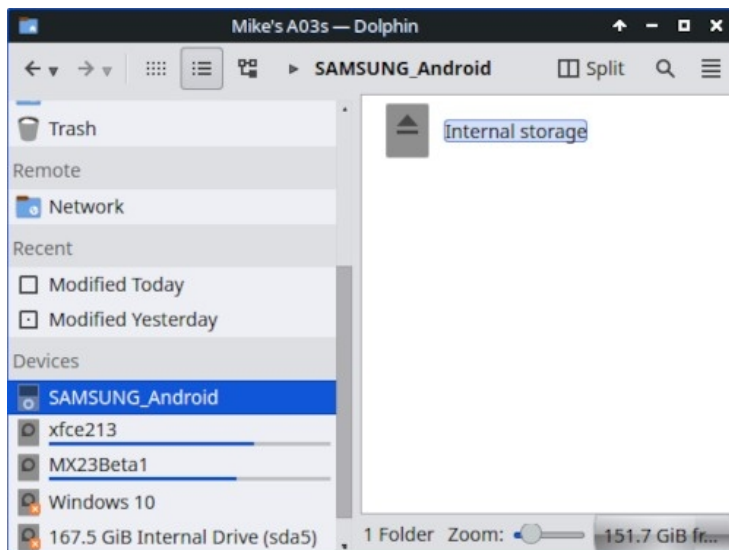 Mike's A03s — Dolphin
SAMSUNG_Android
Split
Trash
Remote
Network
Recent
Modified Today
Modified Yesterday
Devices
SAMSUNG_Android
xfce213
MX23Beta1
Windows 10
167.5 GiB Internal Drive (sda5)
Internal storage
1 Folder Zoom: 151.7 GiB fr...